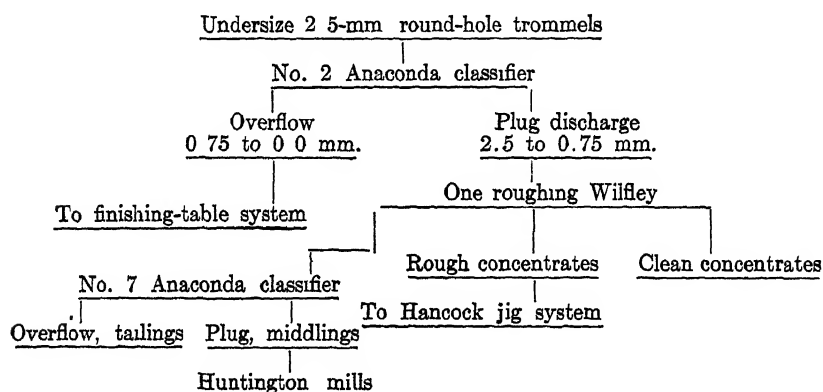 Undersize 2 5-mm round-hole trommels
No. 2 Anaconda classifier
Overflow Plug discharge
0 75 to 0 0 mm. 2.5 to 0.75 mm.
One roughing Wilfley
To finishing-table system
Rough concentrates Clean concentrates
No. 7 Anaconda classifier
To Hancock jig system
Overflow, tailings Plug, middlings
Huntington mills